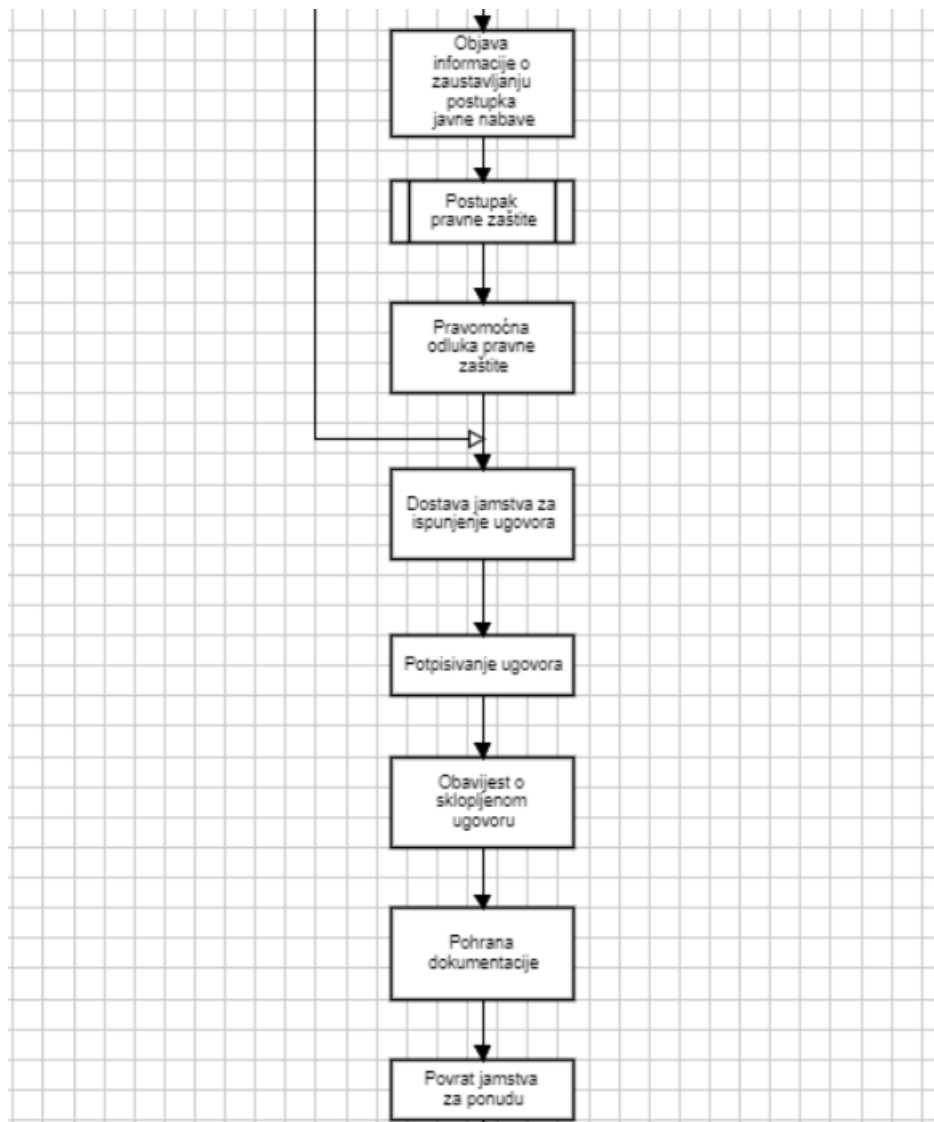 Objava
informacije o
zaustavljanju
postupka
javne nabave
Postupak
pravne zaštite
Pravomoćna
odluka pravne
zaštite
Dostava jamstva za
ispunjenje ugovora
Potpisivanje ugovora
Obavijest o
sklopljenom
ugovoru
Pohrana
dokumentacije
Povrat jamstva
za ponudu